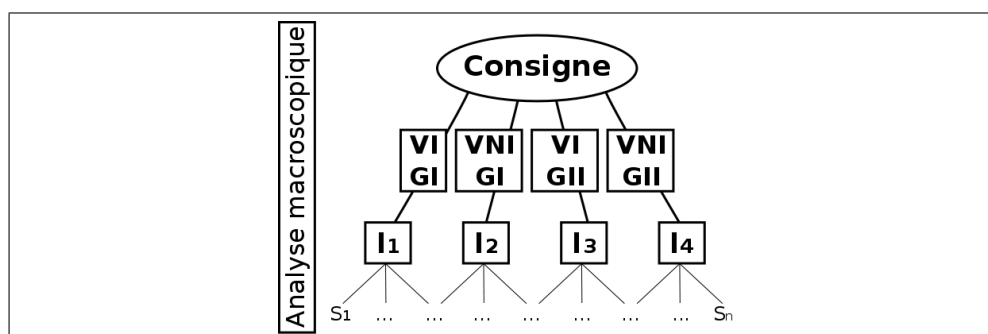 Analyse macroscopique
Consigne
VI VNI VI VNI
GI GI GII GII
I1 I2 I3 I4
S1 ... ... ... ... ... ... ... Sn